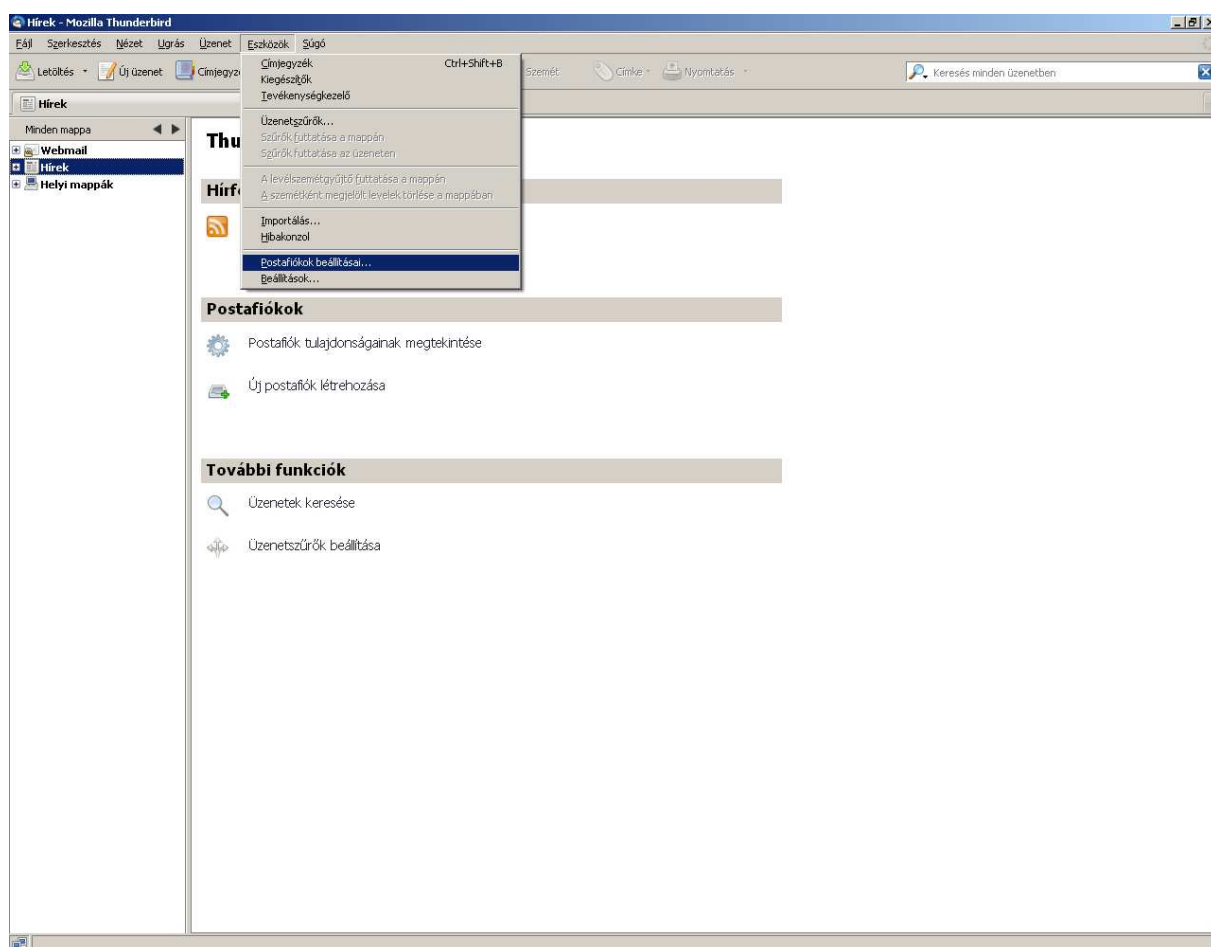 Hírek - Mozilla Thunderbird
Fájl Szerkesztés Nézet Ugrás Üzenet Eszközök Súgó
Letöltés Új üzenet Címjegyz Szemét Címke Nyomtatás Keresés minden üzenetben
Hírek
Címjegyzék Ctrl+Shift+B
Kiegészítők
Tevékenységkezelő
Üzenetszűrők...
Szűrők futtatása a mappán
Szűrők futtatása az üzeneten
A levélszemétgyűjtő futtatása a mappán
A szemétként megjelölt levelek törlése a mappában
Importálás...
Hibakonzol
Postafiókok beállításai...
Beállítások...
Minden mappa
Webmail
Hírek
Helyi mappák
Thu
Hírf
Postafiókok
Postafiók tulajdonságainak megtekintése
Új postafiók létrehozása
További funkciók
Üzenetek keresése
Üzenetszűrők beállítása